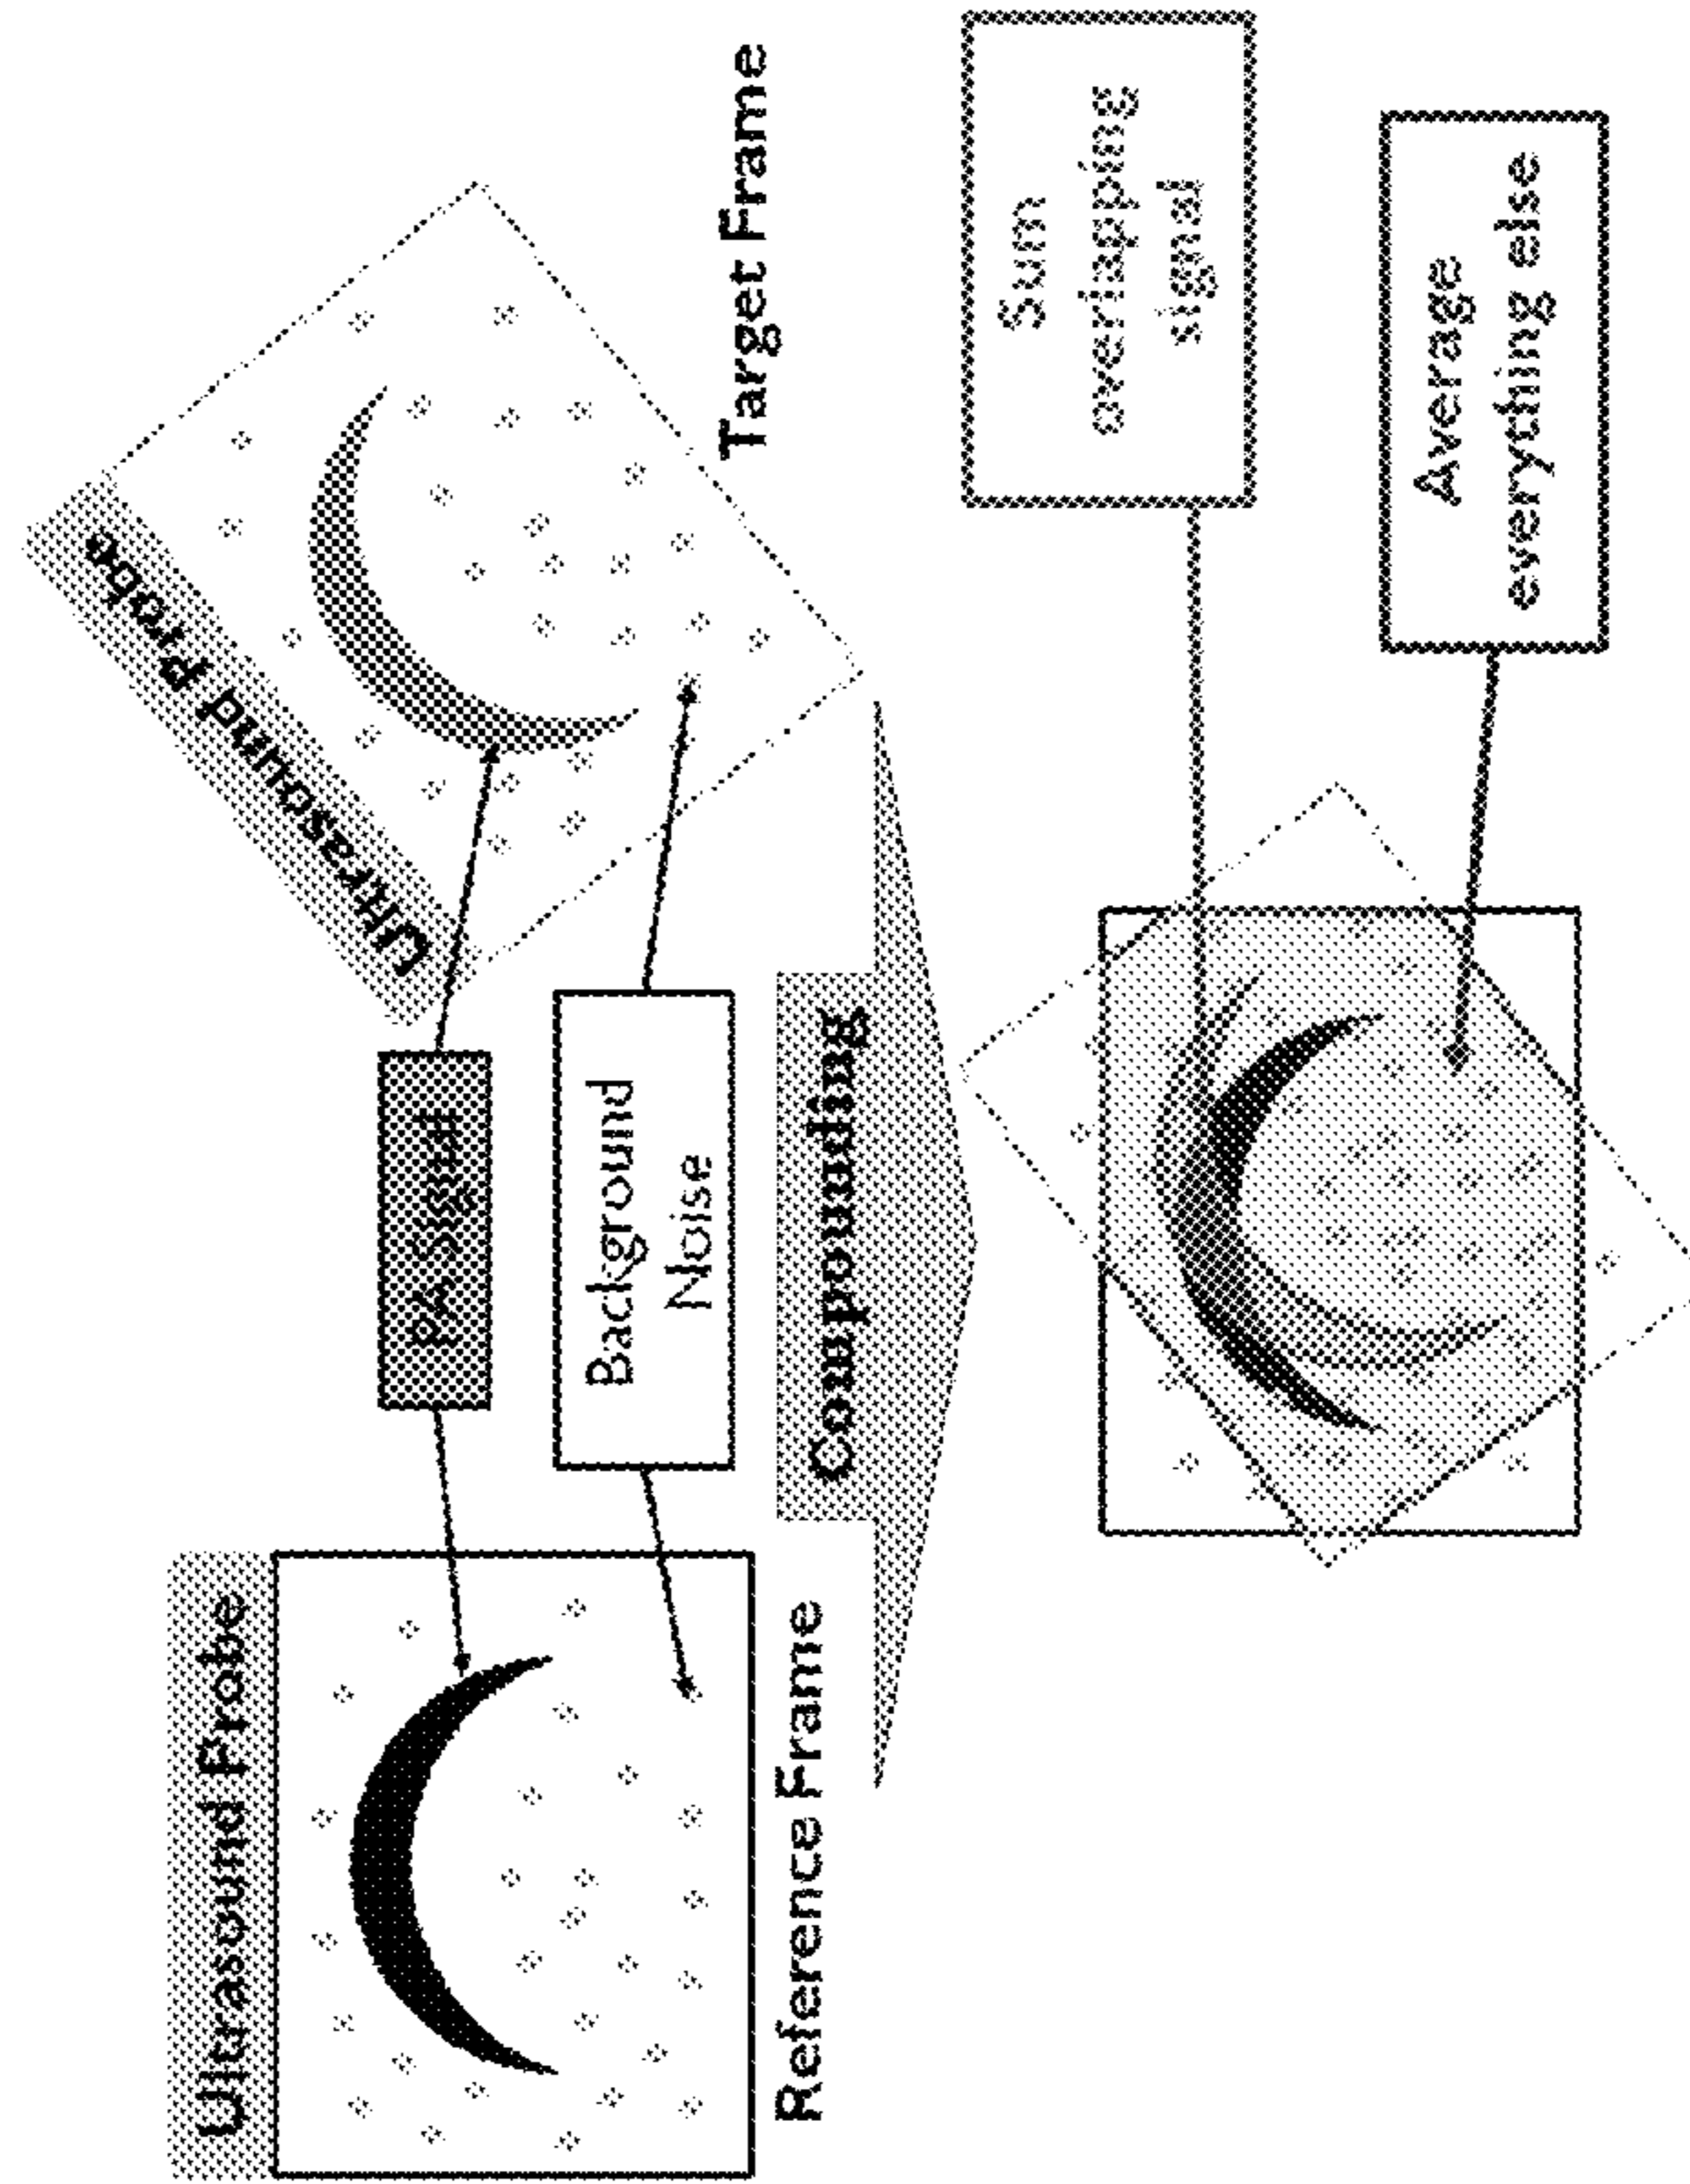 Ultrasound Probe
Ultrasound Probe
PA Signal
Background
Noise
Reference Frame
Target Frame
Compounding
Sum
overlapping
signal
Average
everything else